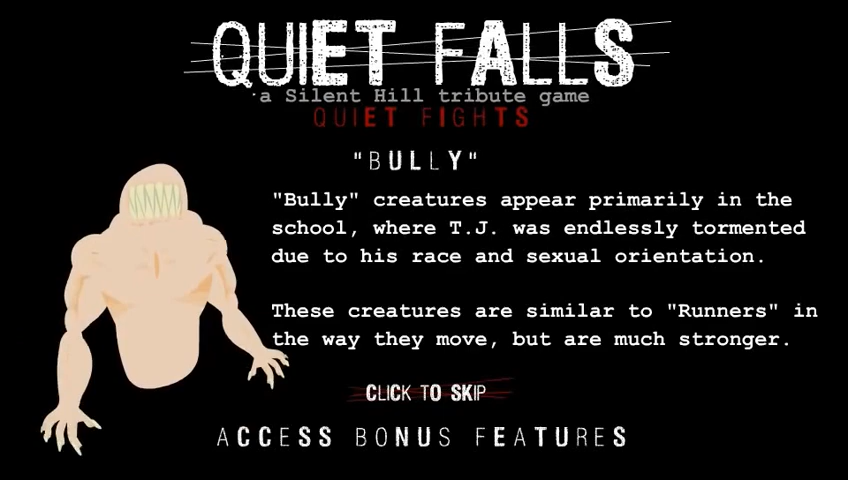 QUIET FALLS
a Silent Hill tribute game
QUIET FIGHTS
"BULLY"
"Bully" creatures appear primarily in the
school, where T.J. was endlessly tormented
due to his race and sexual orientation.
These creatures are similar to "Runners" in
the way they move, but are much stronger.
CLICK TO SKIP
ACCESS BONUS FEATURES